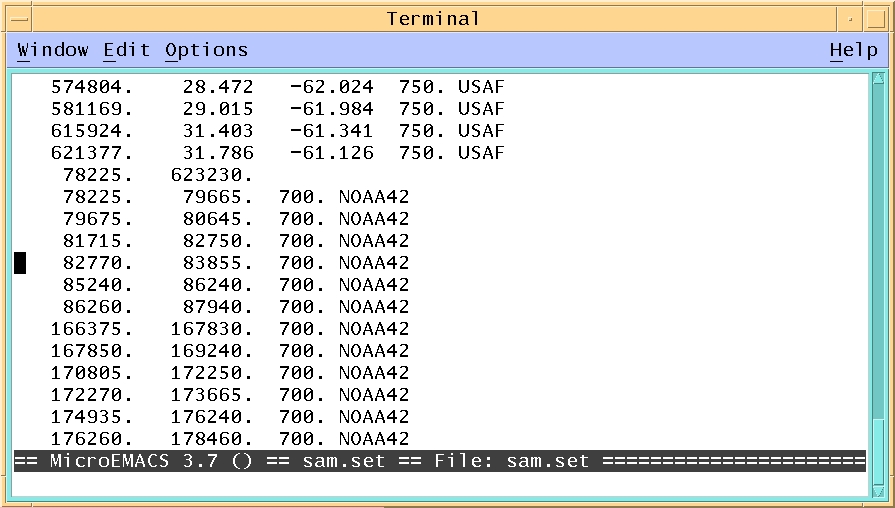 Terminal
Window Edit Options Help
574804. 28.472 -62.024 750. USAF
581169. 29.015 -61.984 750. USAF
615924. 31.403 -61.341 750. USAF
621377. 31.786 -61.126 750. USAF
78225. 623230.
78225. 79665. 700. NOAA42
79675. 80645. 700. NOAA42
81715. 82750. 700. NOAA42
82770. 83855. 700. NOAA42
85240. 86240. 700. NOAA42
86260. 87940. 700. NOAA42
166375. 167830. 700. NOAA42
167850. 169240. 700. NOAA42
170805. 172250. 700. NOAA42
172270. 173665. 700. NOAA42
174935. 176240. 700. NOAA42
176260. 178460. 700. NOAA42
== MicroEMACS 3.7 () == sam.set == File: sam.set ======================